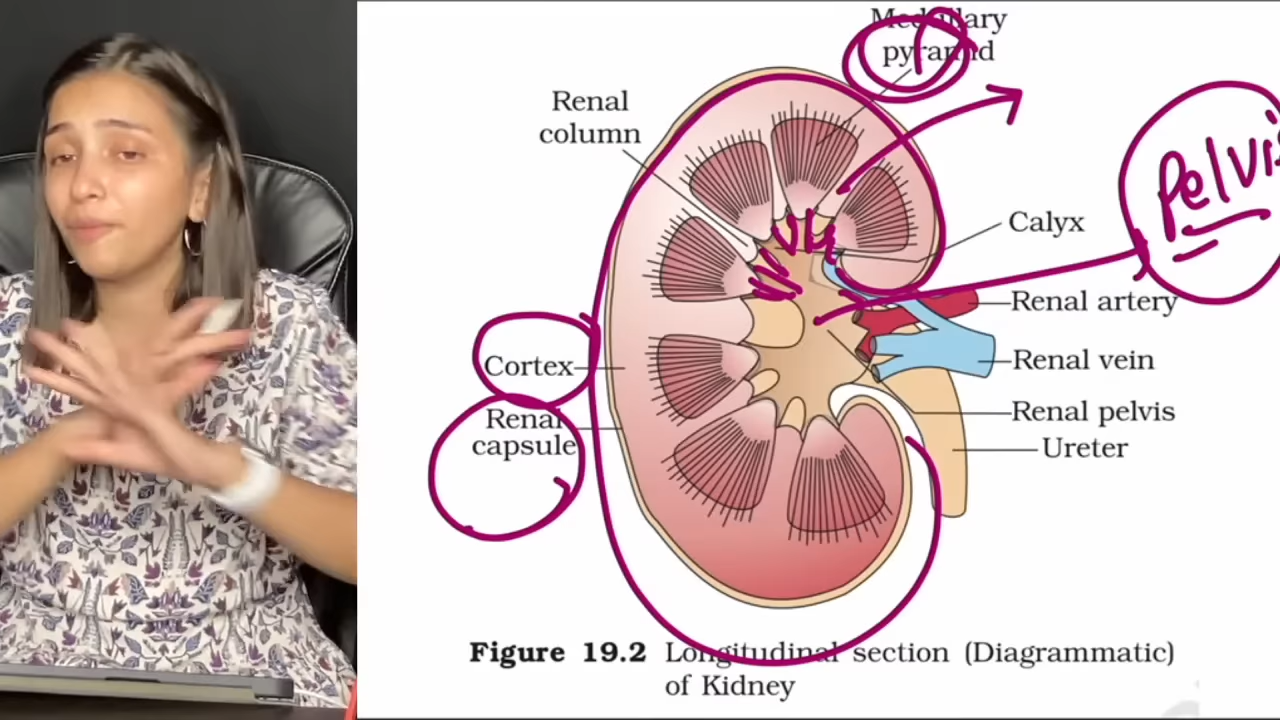 Medullary
pyramid
Renal
column
Pelvis
Calyx
Renal artery
Cortex
Renal vein
Renal
capsule
Renal pelvis
Ureter
Figure 19.2 Longitudinal section (Diagrammatic)
of Kidney